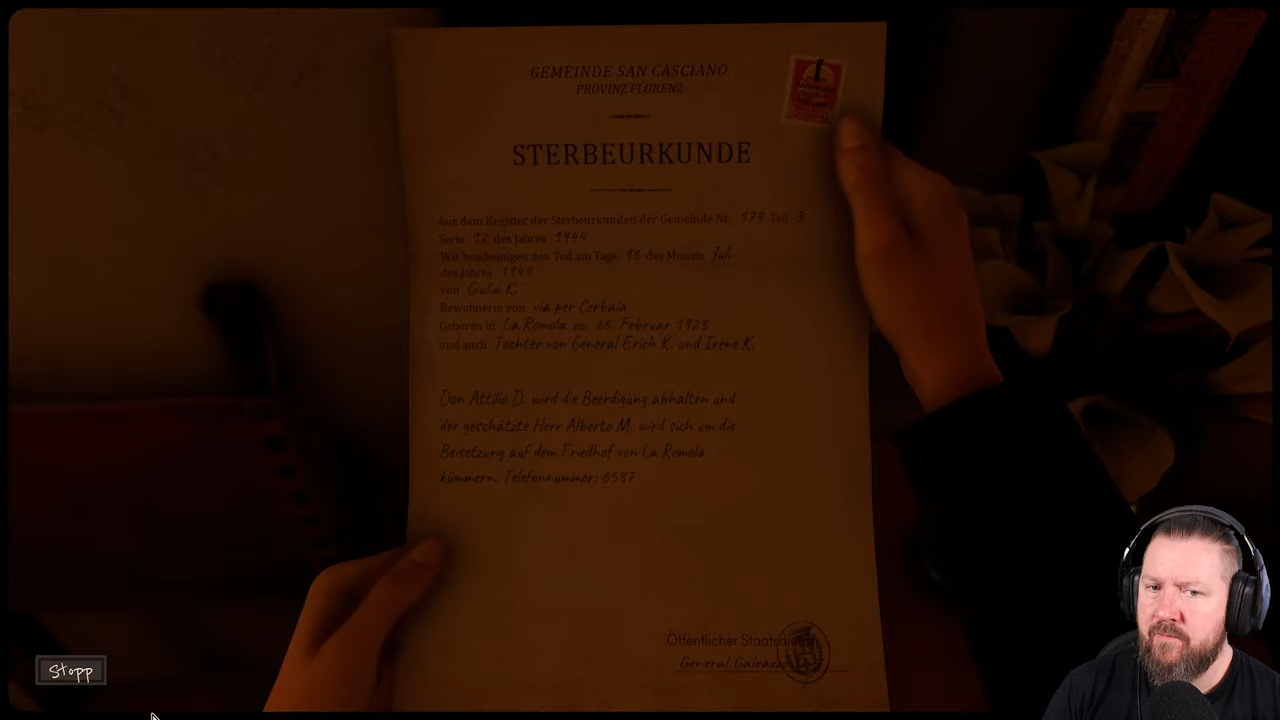 GEMEINDE SAN CASCIANO
PROVINZ FLORENZ
STERBEURKUNDE
Aus dem Register der Sterbeurkunden der Gemeinde Nr. 174 Teil 3
Serie 12 des Jahres 1944
Wir bescheinigen den Tod am Tage 16 des Monats Juli
des Jahres 1944
von Giulia K.
Bewohnerin von via per Cerbaia
Geboren in La Romola am 26. Februar 1923
und auch Tochter von General Erich K. und Irene K.
Don Attilio D. wird die Beerdigung abhalten und
der geschätzte Herr Alberto M. wird sich um die
Beisetzung auf dem Friedhof von La Romola
kümmern. Telefonnummer: 6537
Öffentlicher
General
Stopp